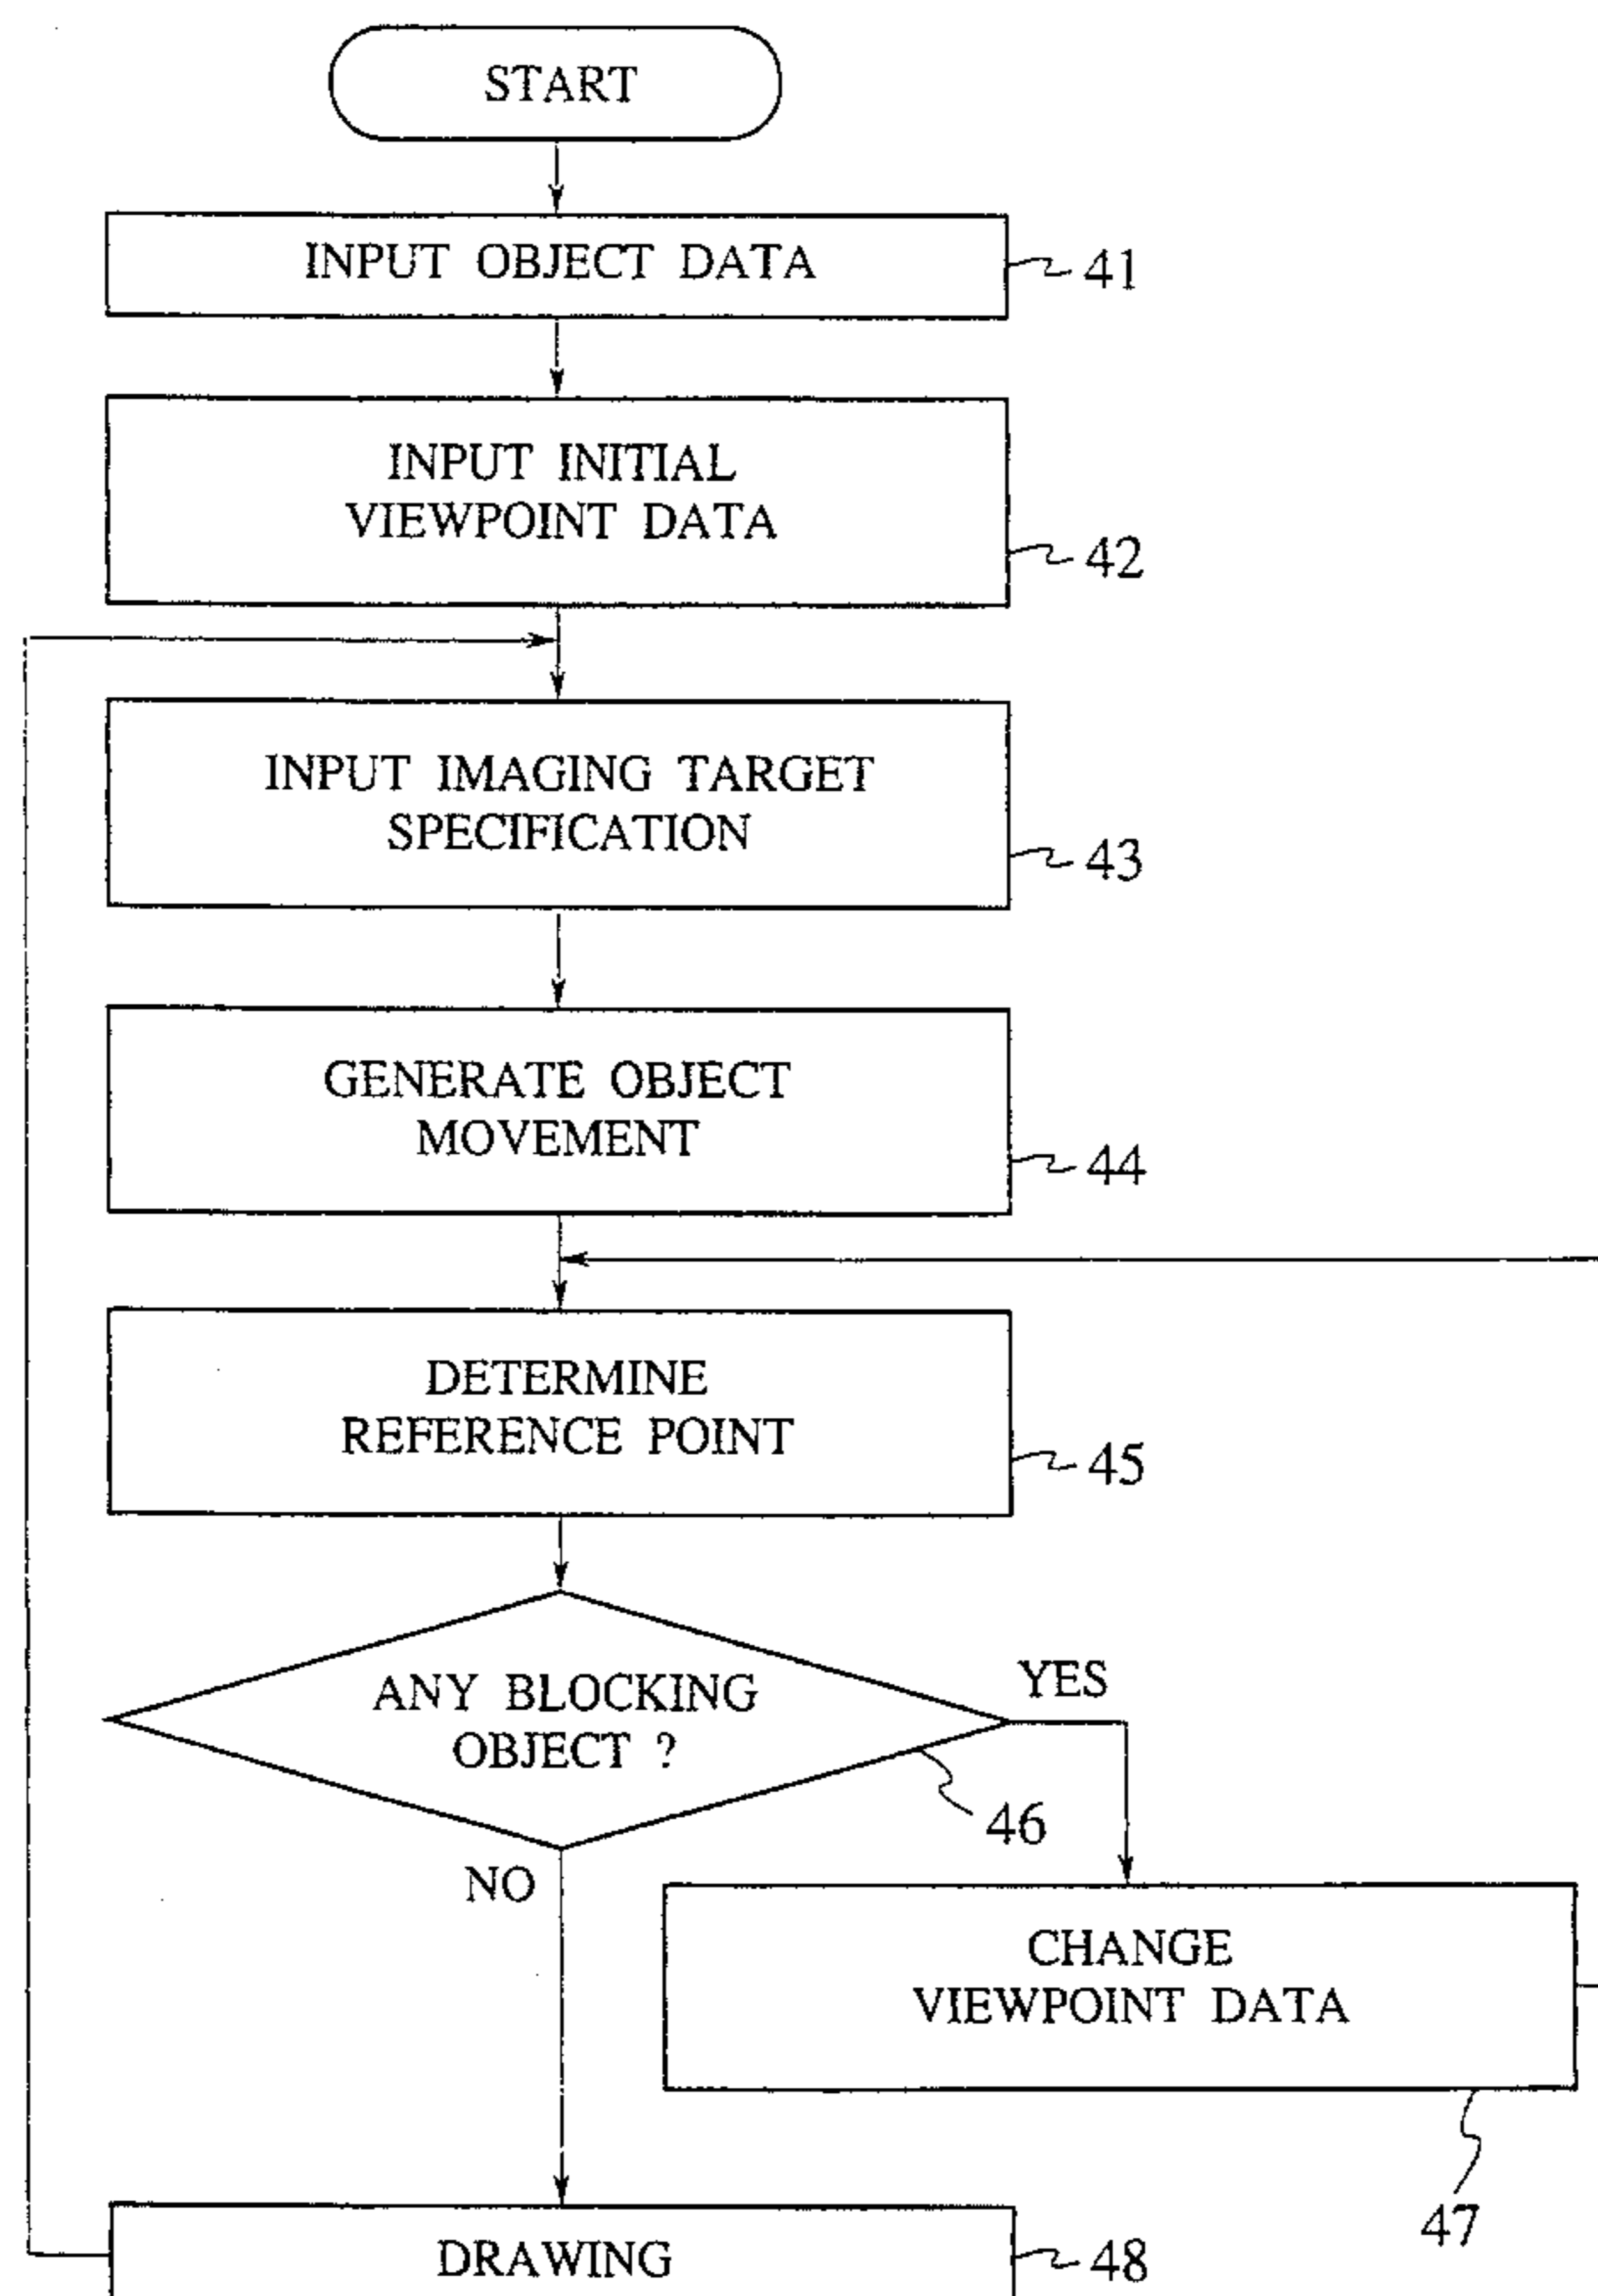 START
INPUT OBJECT DATA
41
INPUT INITIAL
VIEWPOINT DATA
42
INPUT IMAGING TARGET
SPECIFICATION
43
GENERATE OBJECT
MOVEMENT
44
DETERMINE
REFERENCE POINT
45
ANY BLOCKING
OBJECT ?
YES
46
NO
CHANGE
VIEWPOINT DATA
47
DRAWING
48